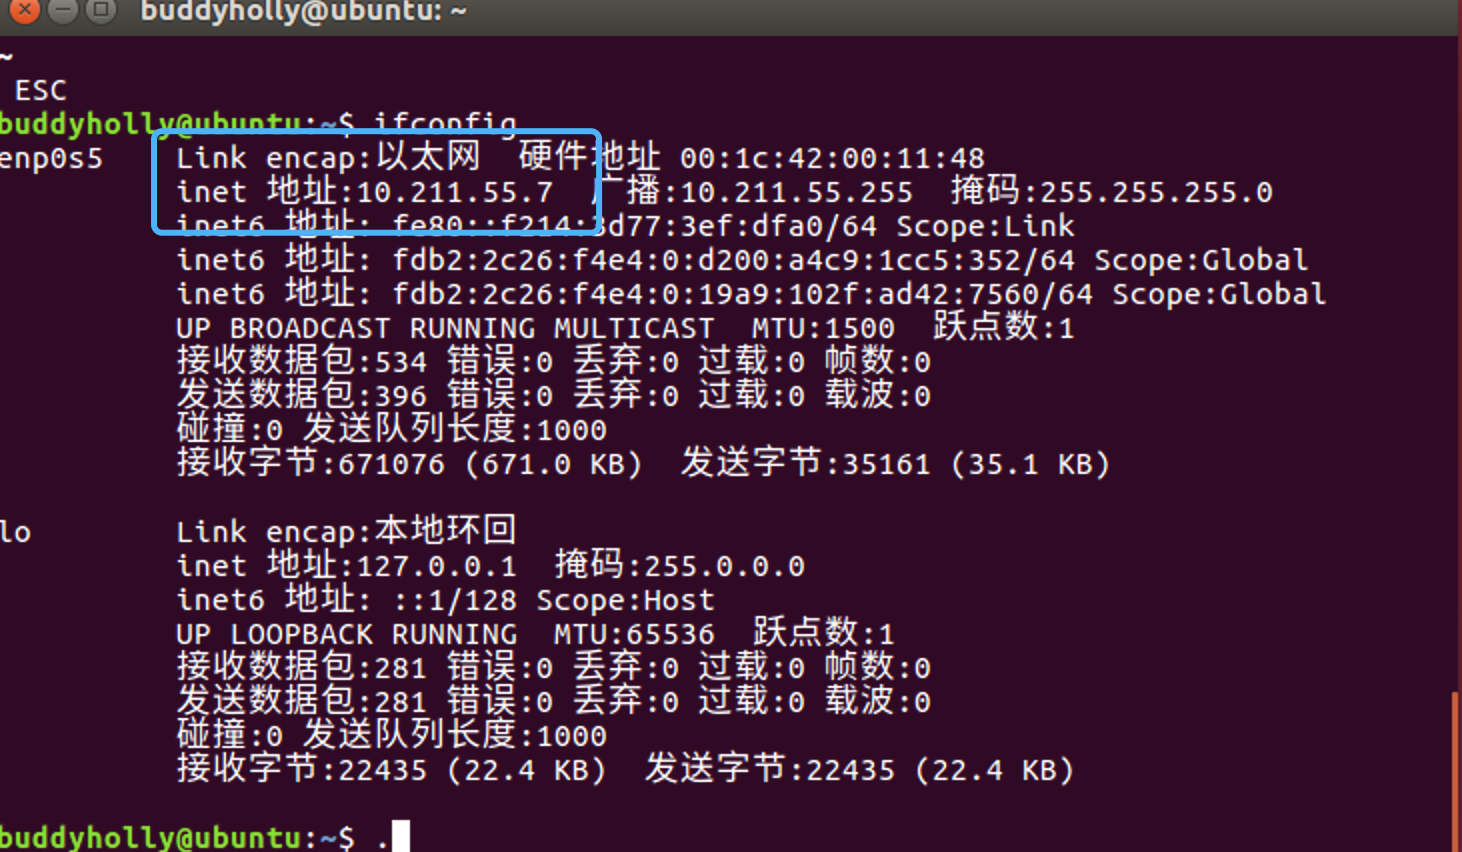 buddyholly@ubuntu: ~
~
ESC
buddyholly@ubuntu:~$ ifconfig
enp0s5 Link encap:以太网 硬件地址 00:1c:42:00:11:48
inet 地址:10.211.55.7 广播:10.211.55.255 掩码:255.255.255.0
inet6 地址: fe80::f214:3d77:3ef:dfa0/64 Scope:Link
inet6 地址: fdb2:2c26:f4e4:0:d200:a4c9:1cc5:352/64 Scope:Global
inet6 地址: fdb2:2c26:f4e4:0:19a9:102f:ad42:7560/64 Scope:Global
UP BROADCAST RUNNING MULTICAST MTU:1500 跃点数:1
接收数据包:534 错误:0 丢弃:0 过载:0 帧数:0
发送数据包:396 错误:0 丢弃:0 过载:0 载波:0
碰撞:0 发送队列长度:1000
接收字节:671076 (671.0 KB) 发送字节:35161 (35.1 KB)
lo Link encap:本地环回
inet 地址:127.0.0.1 掩码:255.0.0.0
inet6 地址: ::1/128 Scope:Host
UP LOOPBACK RUNNING MTU:65536 跃点数:1
接收数据包:281 错误:0 丢弃:0 过载:0 帧数:0
发送数据包:281 错误:0 丢弃:0 过载:0 载波:0
碰撞:0 发送队列长度:1000
接收字节:22435 (22.4 KB) 发送字节:22435 (22.4 KB)
buddyholly@ubuntu:~$ .